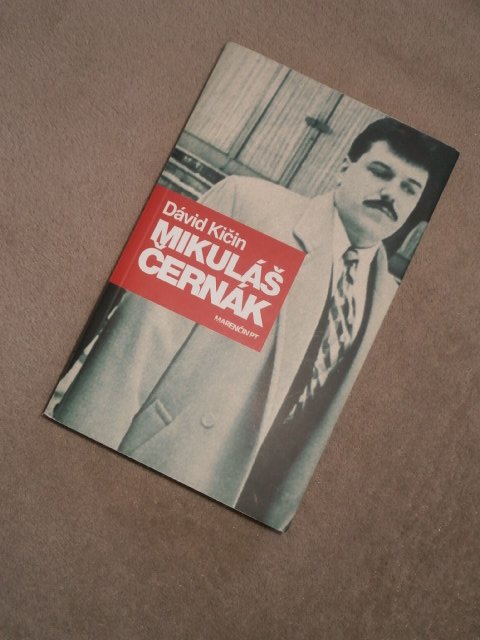 Dávid Kičin
MIKULÁŠ
ČERNÁK
MARENČIN PT